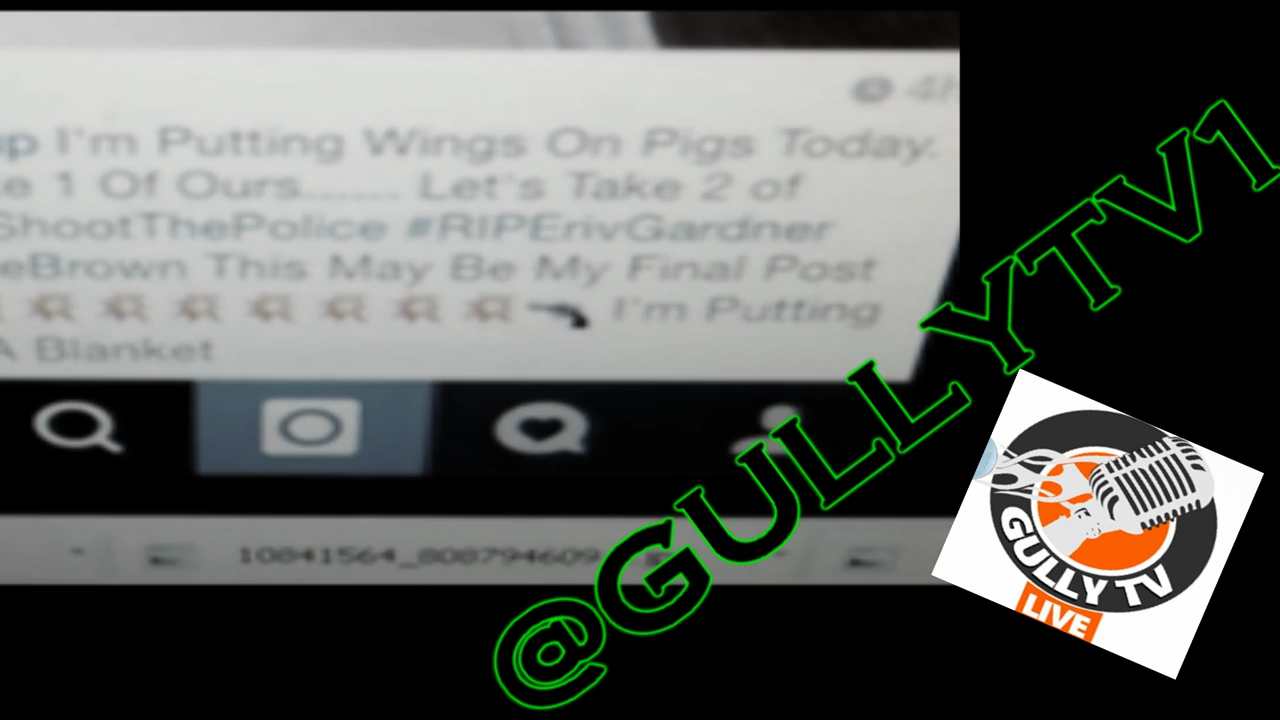 4h
p I'm Putting Wings On Pigs Today.
e 1 Of Ours....... Let's Take 2 of
ShootThePolice #RIPErivGardner
eBrown This May Be My Final Post
I'm Putting
A Blanket
10841564_808794609
@GULLYTV1
GULLY TV
LIVE